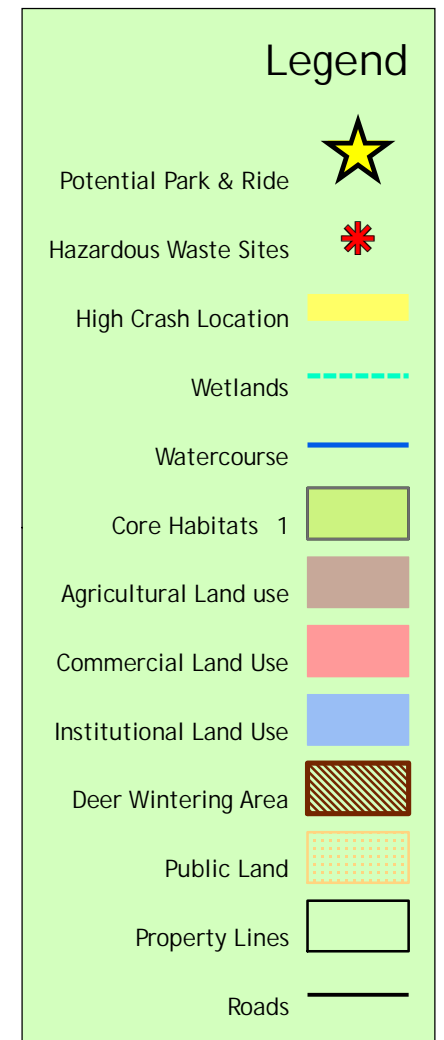 Legend
Potential Park & Ride
Hazardous Waste Sites
High Crash Location
Wetlands
Watercourse
Core Habitats 1
Agricultural Land use
Commercial Land Use
Institutional Land Use
Deer Wintering Area
Public Land
Property Lines
Roads